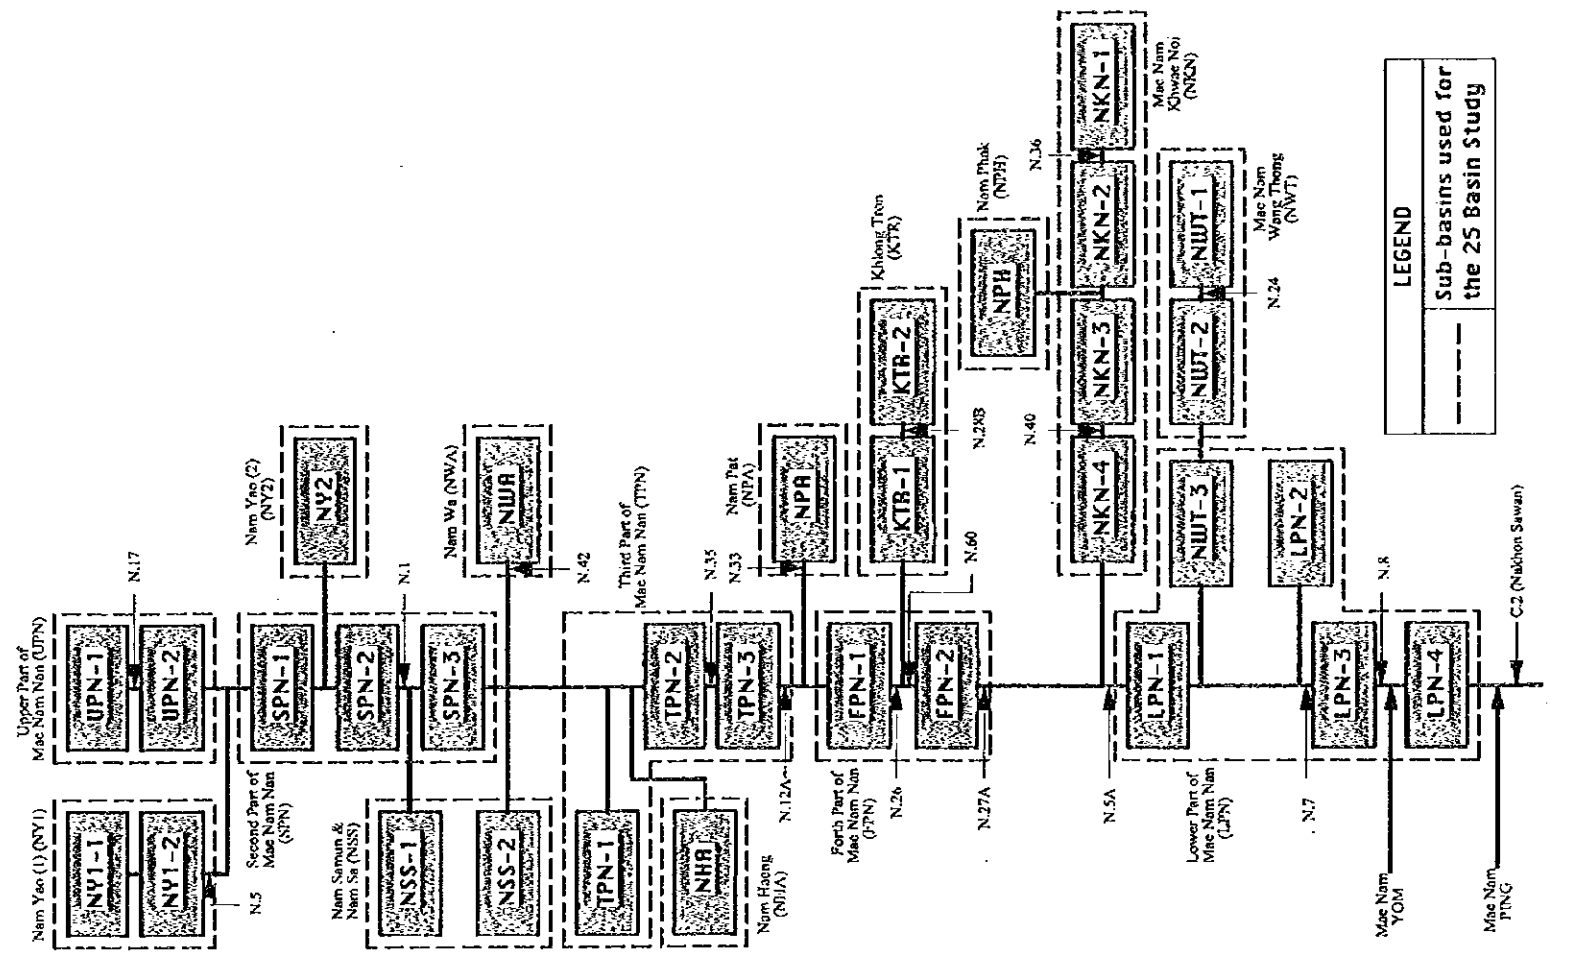 Upper Part of
Mae Nam Nan (UPN)
UPN-1
UPN-2
N.17
Nam Yao (1) (NY1)
NY1-1
NY1-2
N.5
Second Part of
Mae Nam Nan
(SPN)
SPN-1
SPN-2
SPN-3
Nam Yao (2)
(NY2)
NY2
N.1
Nam Samun &
Nam Sa (NSS)
NSS-1
NSS-2
Nam Wa (NWA)
NWA
N.42
Third Part of
Mae Nam Nan (TPN)
TPN-1
TPN-2
TPN-3
N.35
N.33
Nam Haeng
(NHA)
NHA
N.12A
Nam Pat
(NPA)
NPA
Forth Part of
Mae Nam Nan
(FPN)
FPN-1
FPN-2
N.26
N.60
N.27A
Khlong Tron
(KTR)
KTR-1
KTR-2
N.28B
Nam Phak
(NPH)
NPH
Mae Nam
Khwae Noi
(NKN)
NKN-1
NKN-2
NKN-3
NKN-4
N.36
N.40
N.5A
Mae Nam
Wang Thong
(NWT)
NWT-1
NWT-2
NWT-3
N.24
Lower Part of
Mae Nam Nan
(LPN)
LPN-1
LPN-2
LPN-3
LPN-4
N.7
N.8
Mae Nam
YOM
Mae Nam
PING
C.2 (Nakhon Sawan)
LEGEND
Sub-basins used for
the 25 Basin Study